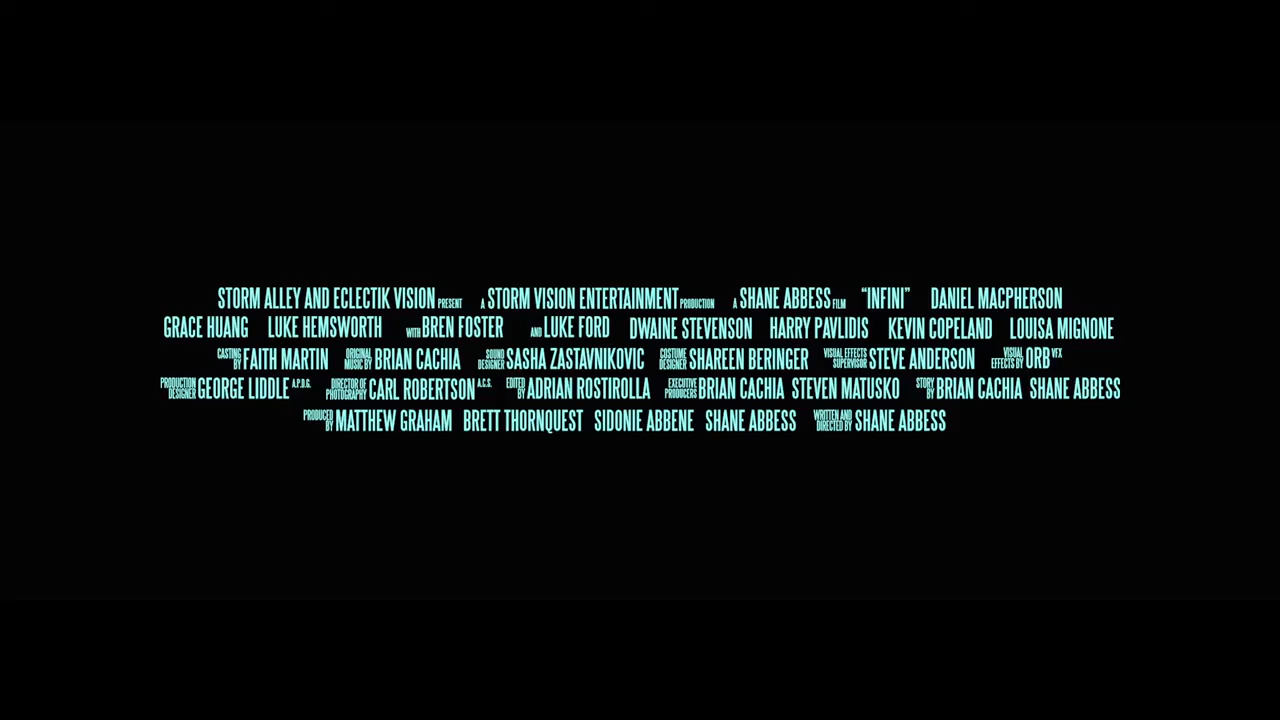 STORM ALLEY AND ECLECTIK VISION PRESENT A STORM VISION ENTERTAINMENT PRODUCTION A SHANE ABBESS FILM “INFINI” DANIEL MACPHERSON
GRACE HUANG LUKE HEMSWORTH WITH BREN FOSTER AND LUKE FORD DWAINE STEVENSON HARRY PAVLIDIS KEVIN COPELAND LOUISA MIGNONE
CASTING BY FAITH MARTIN ORIGINAL MUSIC BY BRIAN CACHIA SOUND DESIGNER SASHA ZASTAVNIKOVIC COSTUME DESIGNER SHAREEN BERINGER VISUAL EFFECTS SUPERVISOR STEVE ANDERSON VISUAL EFFECTS BY ORB VFX
PRODUCTION DESIGNER GEORGE LIDDLE A.P.D.G. DIRECTOR OF PHOTOGRAPHY CARL ROBERTSON A.C.S. EDITED BY ADRIAN ROSTIROLLA EXECUTIVE PRODUCERS BRIAN CACHIA STEVEN MATUSKO STORY BY BRIAN CACHIA SHANE ABBESS
PRODUCED BY MATTHEW GRAHAM BRETT THORNQUEST SIDONIE ABBENE SHANE ABBESS WRITTEN AND DIRECTED BY SHANE ABBESS